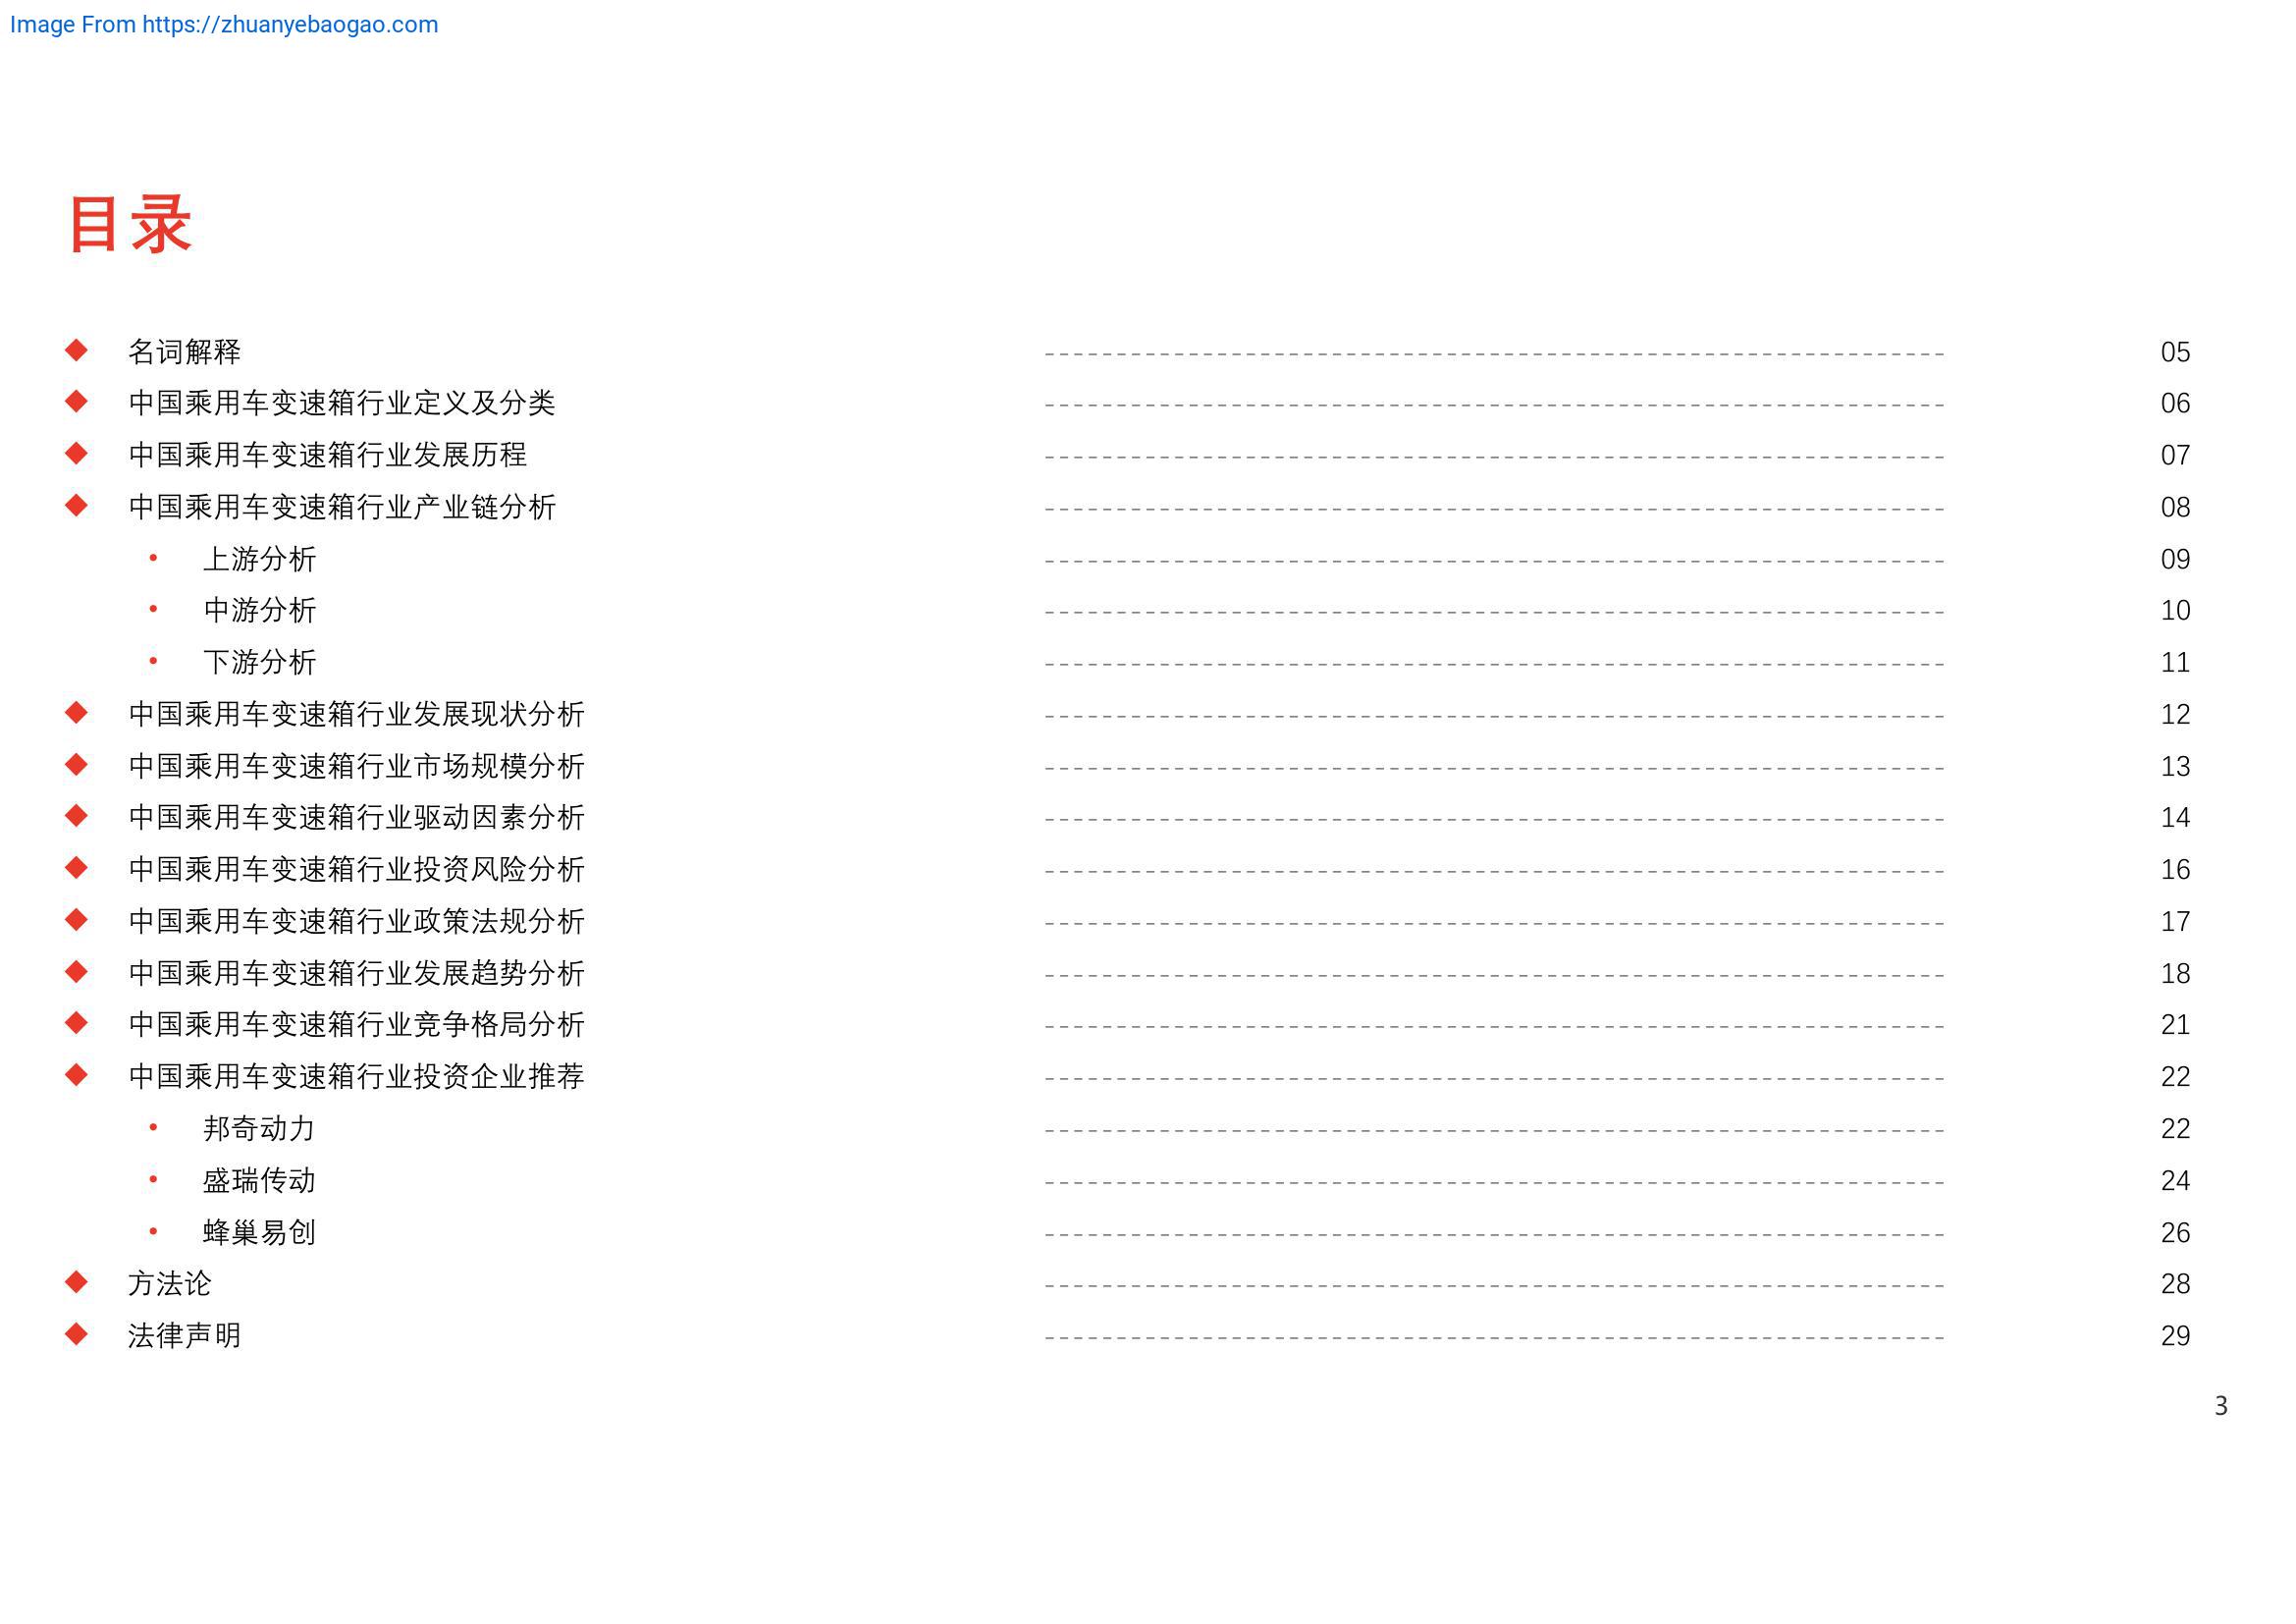 Image From https://zhuanyebaogao.com
目录
◆ 名词解释 ---------------------------------------------------------------- 05
◆ 中国乘用车变速箱行业定义及分类 ---------------------------------------------------------------- 06
◆ 中国乘用车变速箱行业发展历程 ---------------------------------------------------------------- 07
◆ 中国乘用车变速箱行业产业链分析 ---------------------------------------------------------------- 08
• 上游分析 ---------------------------------------------------------------- 09
• 中游分析 ---------------------------------------------------------------- 10
• 下游分析 ---------------------------------------------------------------- 11
◆ 中国乘用车变速箱行业发展现状分析 ---------------------------------------------------------------- 12
◆ 中国乘用车变速箱行业市场规模分析 ---------------------------------------------------------------- 13
◆ 中国乘用车变速箱行业驱动因素分析 ---------------------------------------------------------------- 14
◆ 中国乘用车变速箱行业投资风险分析 ---------------------------------------------------------------- 16
◆ 中国乘用车变速箱行业政策法规分析 ---------------------------------------------------------------- 17
◆ 中国乘用车变速箱行业发展趋势分析 ---------------------------------------------------------------- 18
◆ 中国乘用车变速箱行业竞争格局分析 ---------------------------------------------------------------- 21
◆ 中国乘用车变速箱行业投资企业推荐 ---------------------------------------------------------------- 22
• 邦奇动力 ---------------------------------------------------------------- 22
• 盛瑞传动 ---------------------------------------------------------------- 24
• 蜂巢易创 ---------------------------------------------------------------- 26
◆ 方法论 ---------------------------------------------------------------- 28
◆ 法律声明 ---------------------------------------------------------------- 29
3